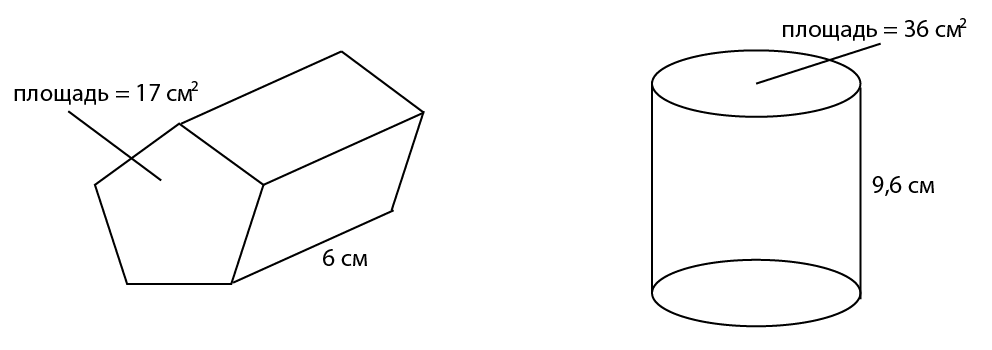 площадь = 17 см²
6 см
площадь = 36 см²
9,6 см